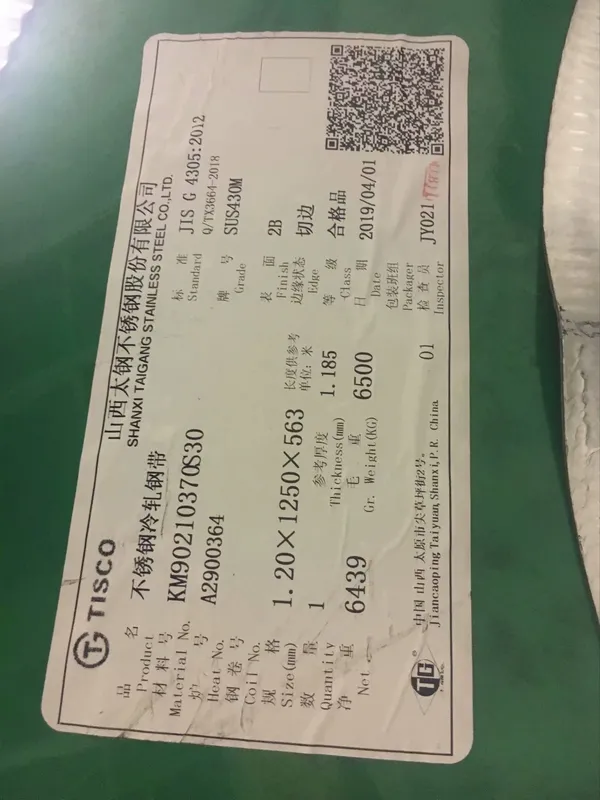 TISCO
山西太钢不锈钢股份有限公司
SHANXI TAIGANG STAINLESS STEEL CO.,LTD.
品 名 不锈钢冷轧钢带
Product
标 准 JIS G 4305:2012
Standard Q/TX3664-2018
材 料 号 KM90210370S30
Material No.
牌 号 SUS430M
Grade
炉 号 A2900364
Heat No.
钢 卷 号
Coil No.
表 面 2B
Finish
规 格 1.20×1250×563
Size(mm)
长度供参考
单位: 米
边缘状态 切边
Edge
数 量 1
Quantity
参考厚度 1.185
Thickness(mm)
等 级 合格品
Class
净 重 6439
Net
毛 重 6500
Gr. Weight(KG)
日 期 2019/04/01
Date
包装班组
Packager
01
检 查 员 JY021
Inspector
TG
中国 山西 太原市尖草坪街2号。
Jiancaoping,Taiyuan,Shanxi,P.R. China.